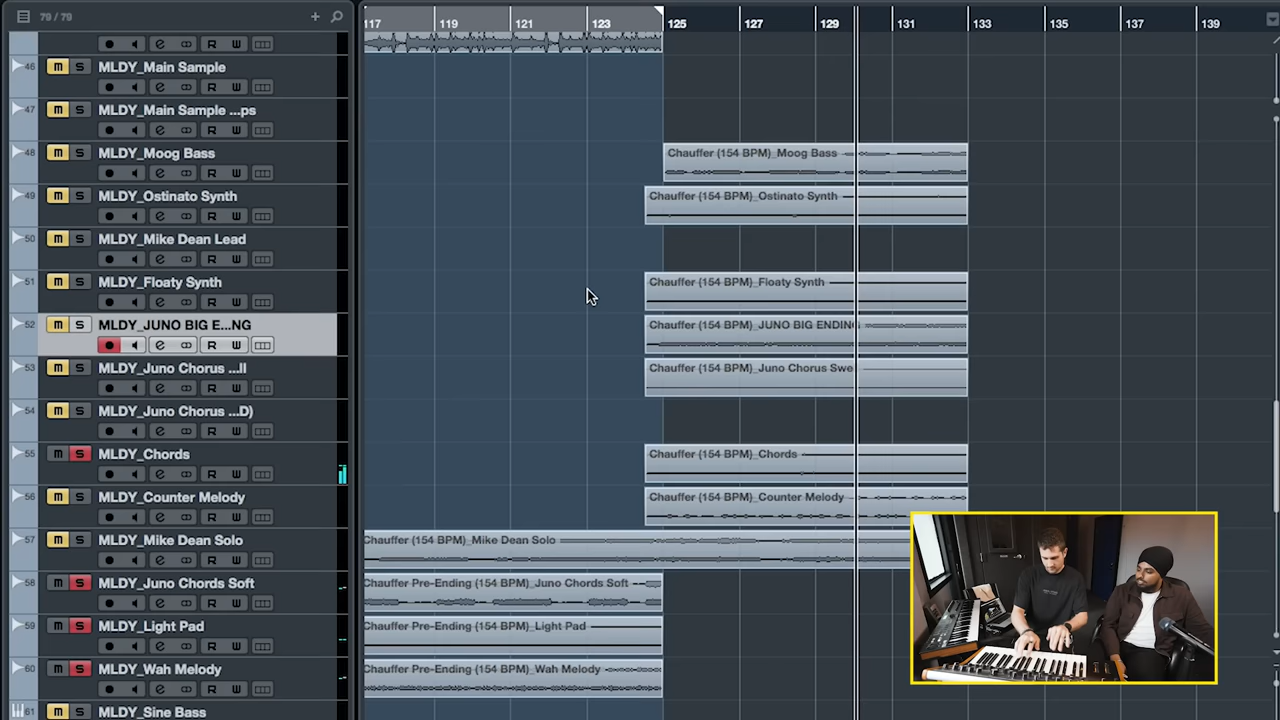 79 / 79
117 119 121 123 125 127 129 131 133 135 137 139
R W
46 m S MLDY_Main Sample
R W
47 m S MLDY_Main Sample ...ps
R W
48 m S MLDY_Moog Bass Chauffer (154 BPM)_Moog Bass
R W
49 m S MLDY_Ostinato Synth Chauffer (154 BPM)_Ostinato Synth
R W
50 m S MLDY_Mike Dean Lead
R W
51 m S MLDY_Floaty Synth Chauffer (154 BPM)_Floaty Synth
R W
52 m S MLDY_JUNO BIG E...NG Chauffer (154 BPM)_JUNO BIG ENDING
R W
53 m S MLDY_Juno Chorus ...ll Chauffer (154 BPM)_Juno Chorus Swe
R W
54 m S MLDY_Juno Chorus ...D)
R W
55 m S MLDY_Chords Chauffer (154 BPM)_Chords
R W
56 m S MLDY_Counter Melody Chauffer (154 BPM)_Counter Melody
R W
57 m S MLDY_Mike Dean Solo Chauffer (154 BPM)_Mike Dean Solo
R W
58 m S MLDY_Juno Chords Soft Chauffer Pre-Ending (154 BPM)_Juno Chords Soft
R W
59 m S MLDY_Light Pad Chauffer Pre-Ending (154 BPM)_Light Pad
R W
60 m S MLDY_Wah Melody Chauffer Pre-Ending (154 BPM)_Wah Melody
R W
61 m S MLDY_Sine Bass